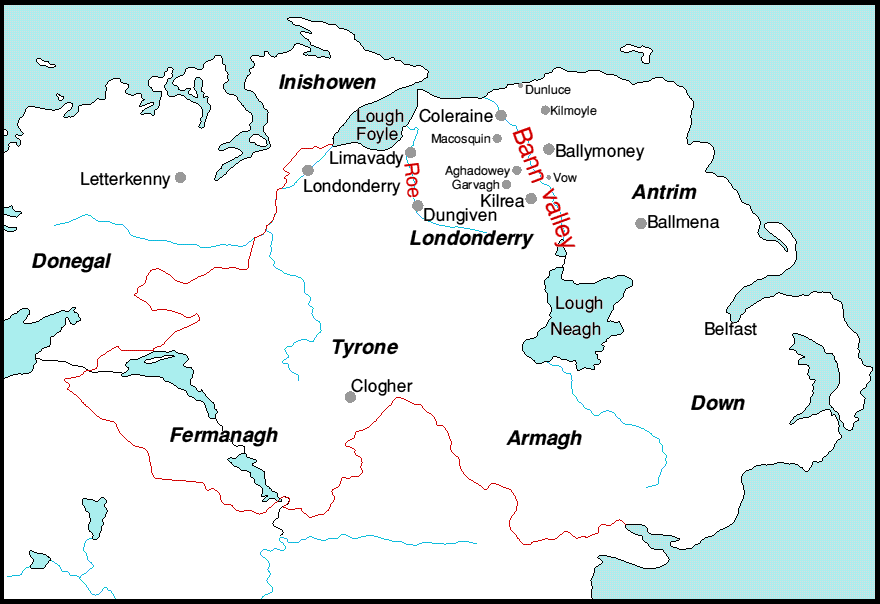 Inishowen
Dunluce
Lough
Foyle
Coleraine
Kilmoyle
Macosquin
Bann valley
Limavady
Ballymoney
Letterkenny
Londonderry
Roe
Aghadowey
Vow
Garvagh
Kilrea
Antrim
Dungiven
Ballmena
Londonderry
Donegal
Lough
Neagh
Belfast
Tyrone
Clogher
Down
Fermanagh
Armagh